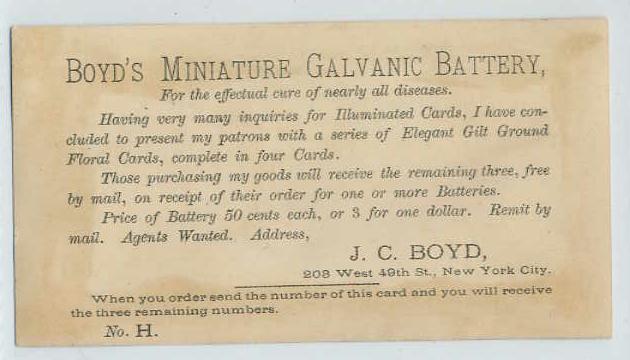 BOYD'S MINIATURE GALVANIC BATTERY,
For the effectual cure of nearly all diseases.
Having very many inquiries for Illuminated Cards, I have con-
cluded to present my patrons with a series of Elegant Gilt Ground
Floral Cards, complete in four Cards.
Those purchasing my goods will receive the remaining three, free
by mail, on receipt of their order for one or more Batteries.
Price of Battery 50 cents each, or 3 for one dollar. Remit by
mail. Agents Wanted. Address,
J. C. BOYD,
208 West 49th St., New York City.
When you order send the number of this card and you will receive
the three remaining numbers.
No. H.